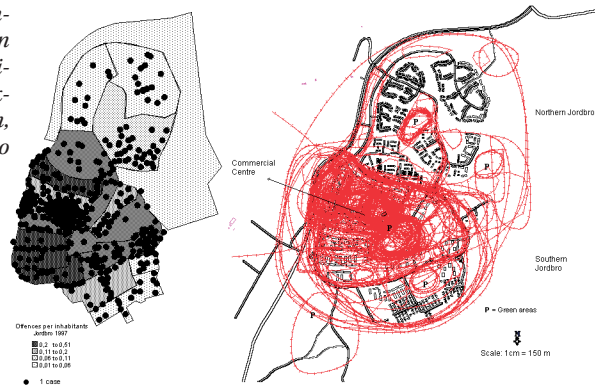 n-
n
i-
x-
n,
o
Northern Jordbro
Commercial
Centre
P
P
P
P
P
Southern
Jordbro
P = Green areas
N
Scale: 1cm = 150 m
Offences per inhabitants
Jordbro 1997
0,2 to 0,51
0,11 to 0,2
0,06 to 0,11
0,01 to 0,06
1 case